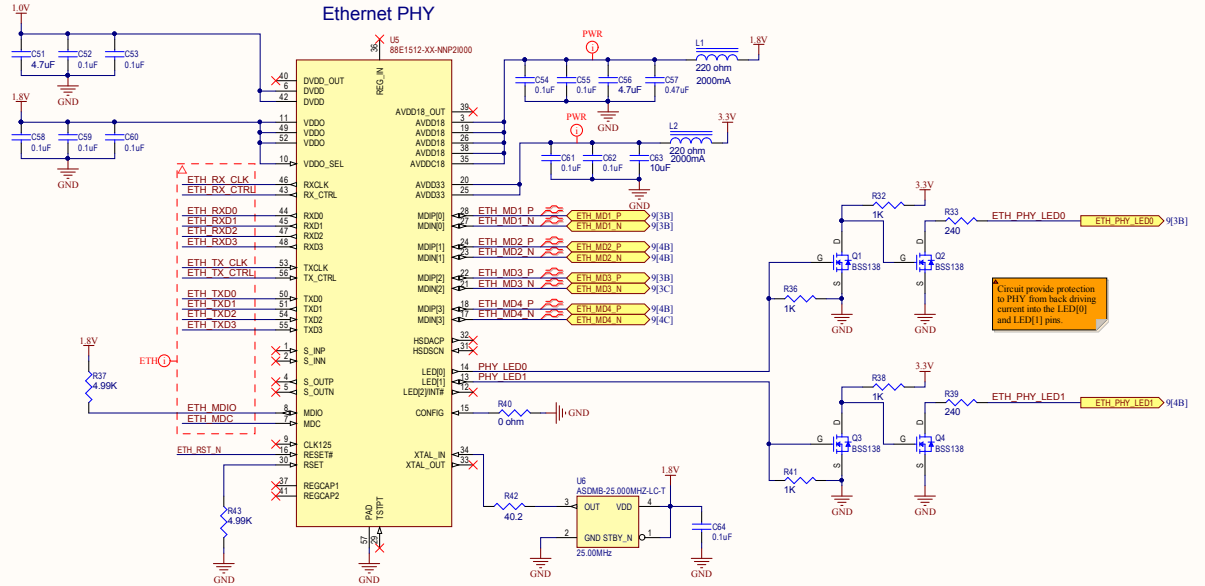 Ethernet PHY
1.0V
C51
4.7uF
C52
0.1uF
C53
0.1uF
GND
1.8V
C58
0.1uF
C59
0.1uF
C60
0.1uF
GND
U5
88E1512-XX-NNP2I000
36
REG_IN
40 DVDD_OUT
6 DVDD
42 DVDD
11 VDDO
49 VDDO
52 VDDO
10 VDDO_SEL
ETH_RX_CLK 46 RXCLK
ETH_RX_CTRL 43 RX_CTRL
ETH_RXD0 44 RXD0
ETH_RXD1 45 RXD1
ETH_RXD2 47 RXD2
ETH_RXD3 48 RXD3
ETH_TX_CLK 53 TXCLK
ETH_TX_CTRL 56 TX_CTRL
ETH_TXD0 50 TXD0
ETH_TXD1 51 TXD1
ETH_TXD2 54 TXD2
ETH_TXD3 55 TXD3
1 S_INP
2 S_INN
4 S_OUTP
5 S_OUTN
ETH_MDIO 8 MDIO
ETH_MDC 7 MDC
9 CLK125
ETH_RST_N 16 RESET#
30 RSET
37 REGCAP1
41 REGCAP2
ETH i
1.8V
R37
4.99K
R43
4.99K
GND
PAD
TSTPT
57
29
GND
AVDD18_OUT 39
AVDD18 3
AVDD18 19
AVDD18 26
AVDD18 38
AVDDC18 35
AVDD33 20
AVDD33 25
MDIP[0] 28 ETH_MD1_P ETH_MD1_P 9[3B]
MDIN[0] 27 ETH_MD1_N ETH_MD1_N 9[3B]
MDIP[1] 24 ETH_MD2_P ETH_MD2_P 9[4B]
MDIN[1] 23 ETH_MD2_N ETH_MD2_N 9[4B]
MDIP[2] 22 ETH_MD3_P ETH_MD3_P 9[3B]
MDIN[2] 21 ETH_MD3_N ETH_MD3_N 9[3C]
MDIP[3] 18 ETH_MD4_P ETH_MD4_P 9[4B]
MDIN[3] 17 ETH_MD4_N ETH_MD4_N 9[4C]
HSDACP 32
HSDSCN 31
LED[0] 14 PHY_LED0
LED[1] 13 PHY_LED1
LED[2]/INT# 12
CONFIG 15
R40
0 ohm
GND
XTAL_IN 34
XTAL_OUT 33
PWR
i
C54
0.1uF
C55
0.1uF
C56
4.7uF
C57
0.47uF
GND
L1
220 ohm
2000mA
1.8V
PWR
i
C61
0.1uF
C62
0.1uF
C63
10uF
GND
L2
220 ohm
2000mA
3.3V
R42
40.2
U6
ASDMB-25.000MHZ-LC-T
3 OUT VDD 4
2 GND STBY_N 1
25.00MHz
GND
1.8V
C64
0.1uF
GND
R32
1K
3.3V
R33
240
ETH_PHY_LED0 ETH_PHY_LED0 9[3B]
D
G
S
Q1
BSS138
D
G
S
Q2
BSS138
R36
1K
GND
GND
Circuit provide protection
to PHY from back driving
current into the LED[0]
and LED[1] pins.
R38
1K
3.3V
R39
240
ETH_PHY_LED1 ETH_PHY_LED1 9[4B]
D
G
S
Q3
BSS138
D
G
S
Q4
BSS138
R41
1K
GND
GND